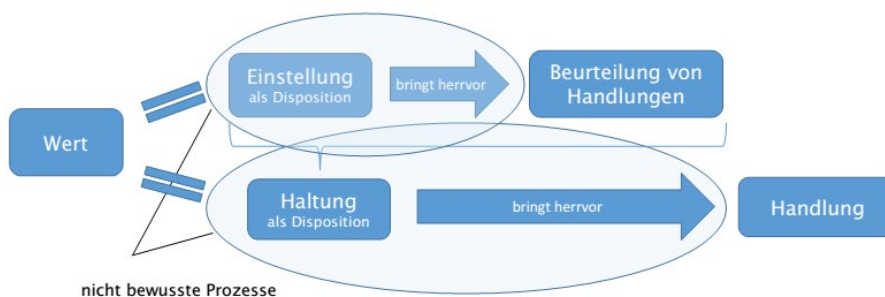 Einstellung
als Disposition
bringt herrvor
Beurteilung von
Handlungen
Wert
Haltung
als Disposition
bringt herrvor
Handlung
nicht bewusste Prozesse